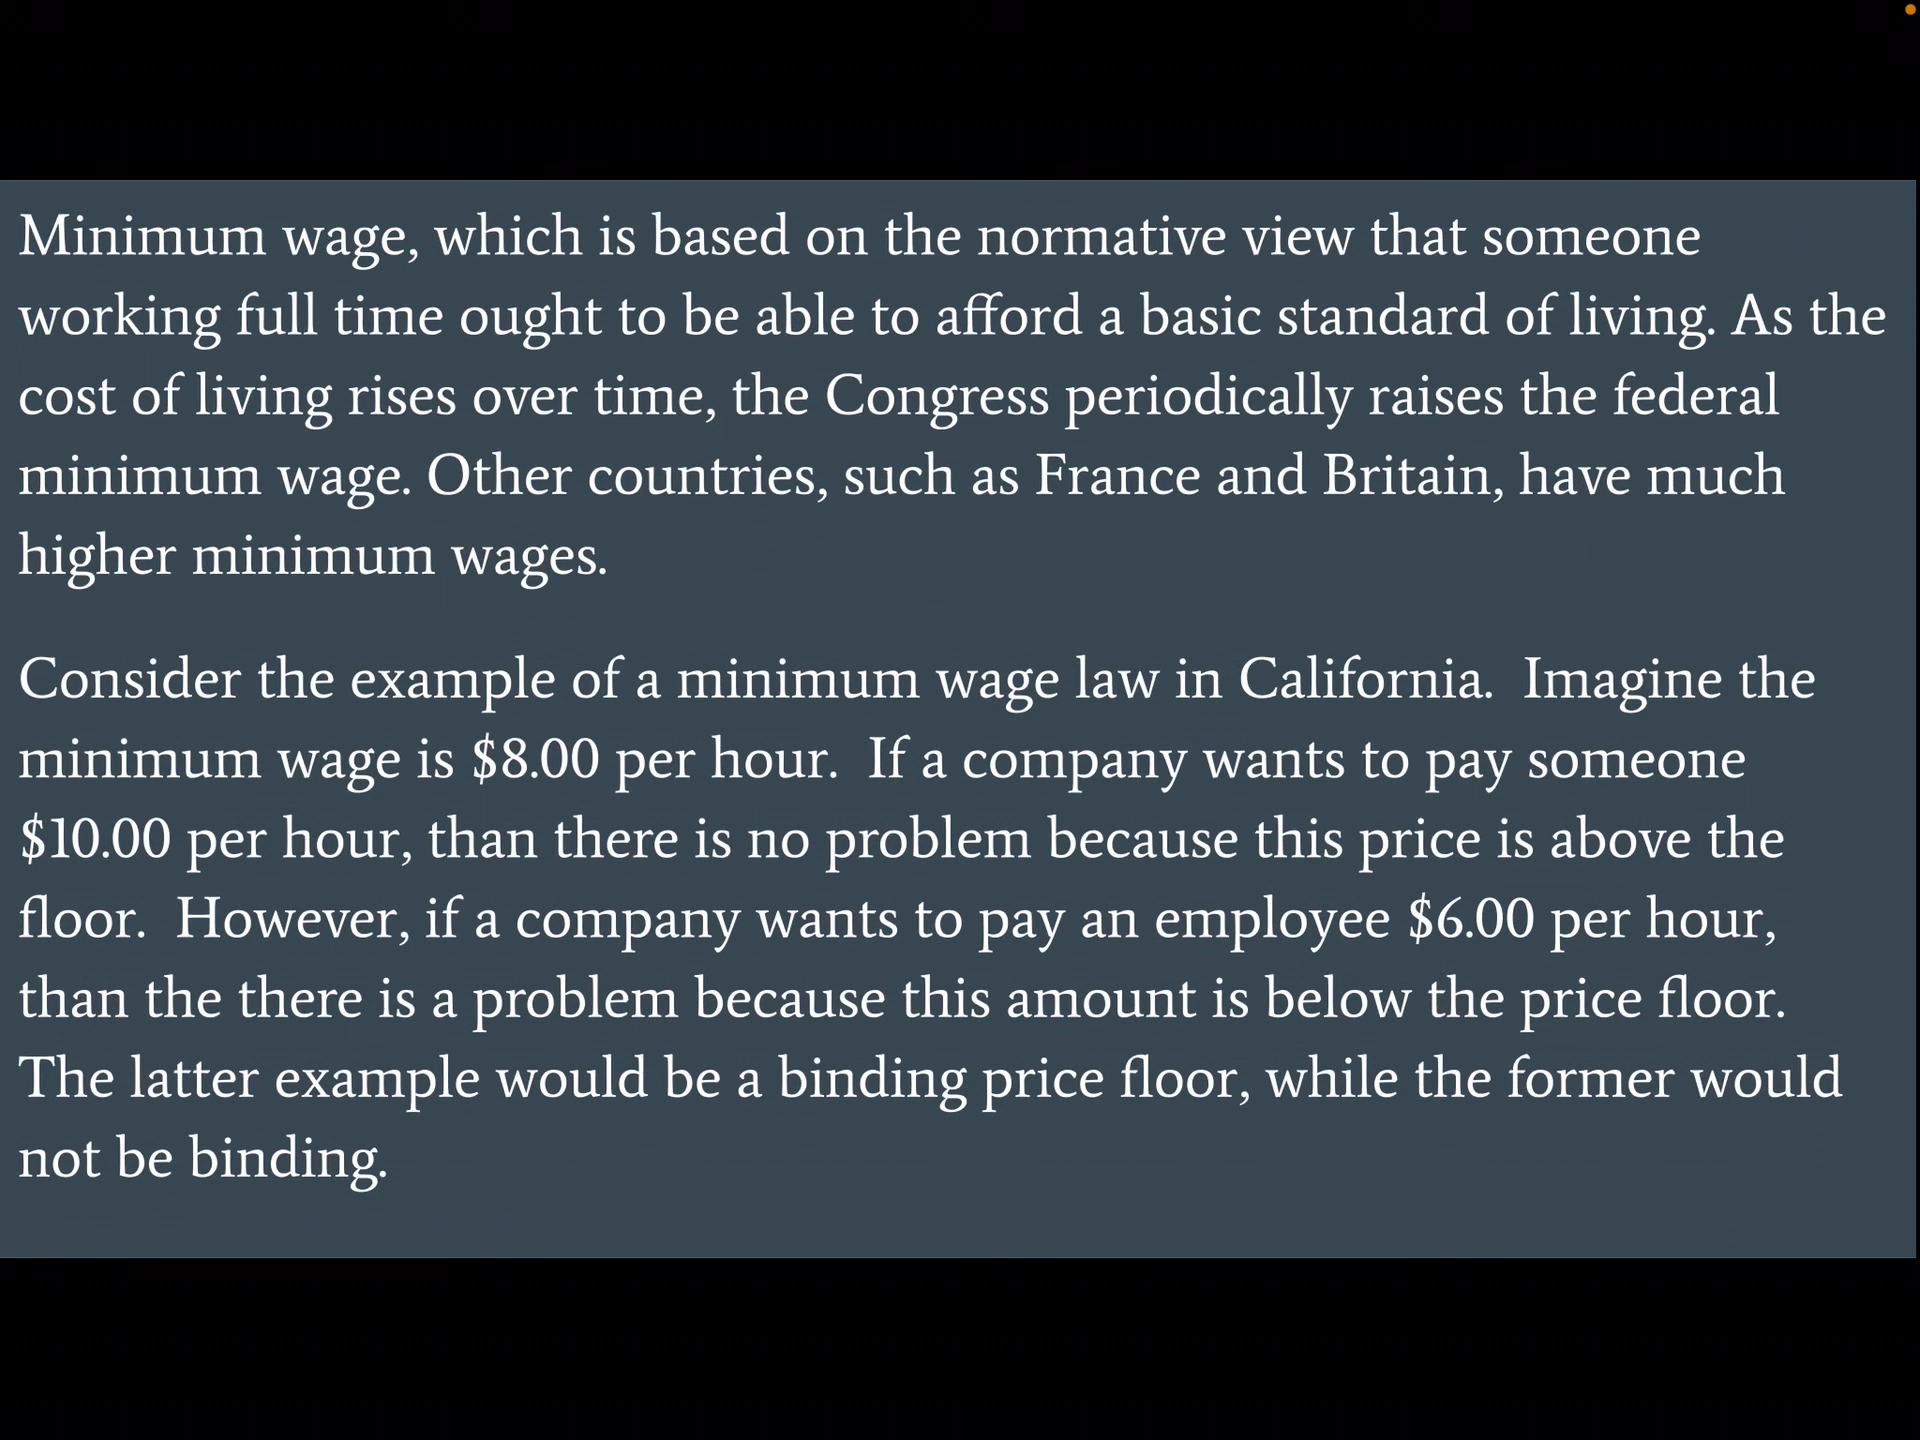 Minimum wage, which is based on the normative view that someone
working full time ought to be able to afford a basic standard of living. As the
cost of living rises over time, the Congress periodically raises the federal
minimum wage. Other countries, such as France and Britain, have much
higher minimum wages.
Consider the example of a minimum wage law in California.  Imagine the
minimum wage is $8.00 per hour.  If a company wants to pay someone
$10.00 per hour, than there is no problem because this price is above the
floor.  However, if a company wants to pay an employee $6.00 per hour,
than the there is a problem because this amount is below the price floor.
The latter example would be a binding price floor, while the former would
not be binding.